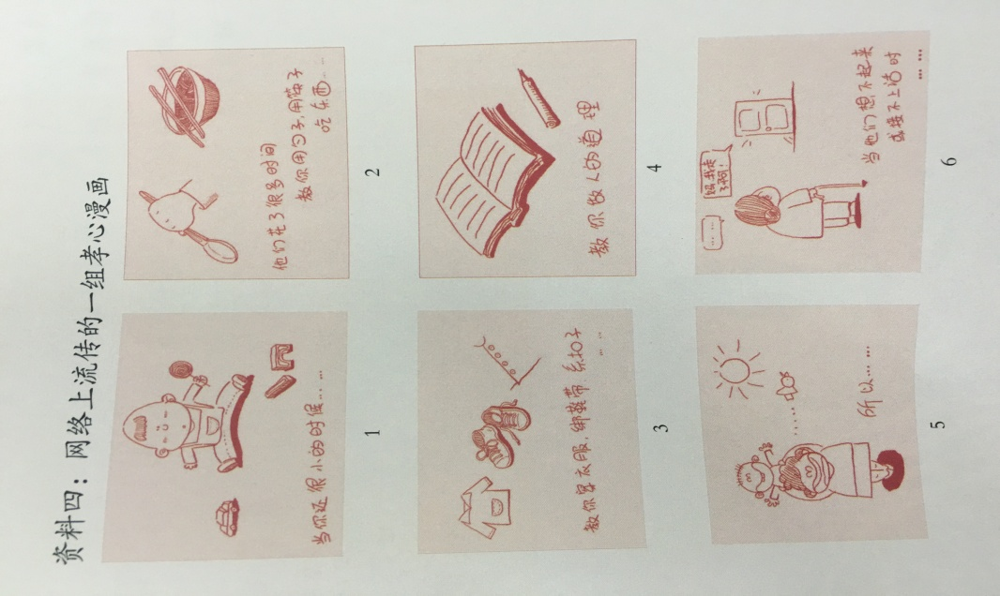 资料四：网络上流传的一组孝心漫画
当你还很小的时候……
1
他们花了很多时间
教你用勺子、用筷子
吃东西……
2
教你穿衣服、绑鞋带、系扣子
……
3
教你做人的道理
4
所以……
5
……
妈,我走
了啊!
当他们想不起来
或接不上话时
……
6